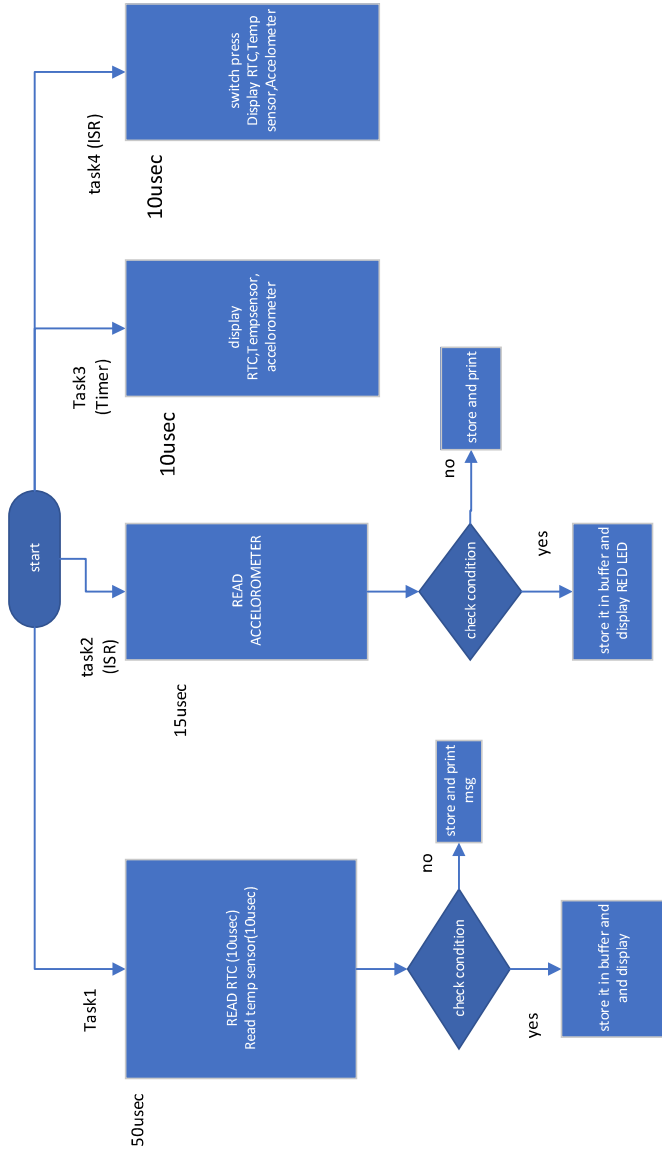 start
Task1
50usec
READ RTC (10usec)
Read temp sensor(10usec)
check condition
no
store and print
msg
yes
store it in buffer and
and display
task2
(ISR)
15usec
READ
ACCELOROMETER
check condition
no
store and print
yes
store it in buffer and
display RED LED
Task3
(Timer)
10usec
display
RTC,Tempsensor,
accelorometer
task4 (ISR)
10usec
switch press
Display RTC,Temp
sensor,Accelometer